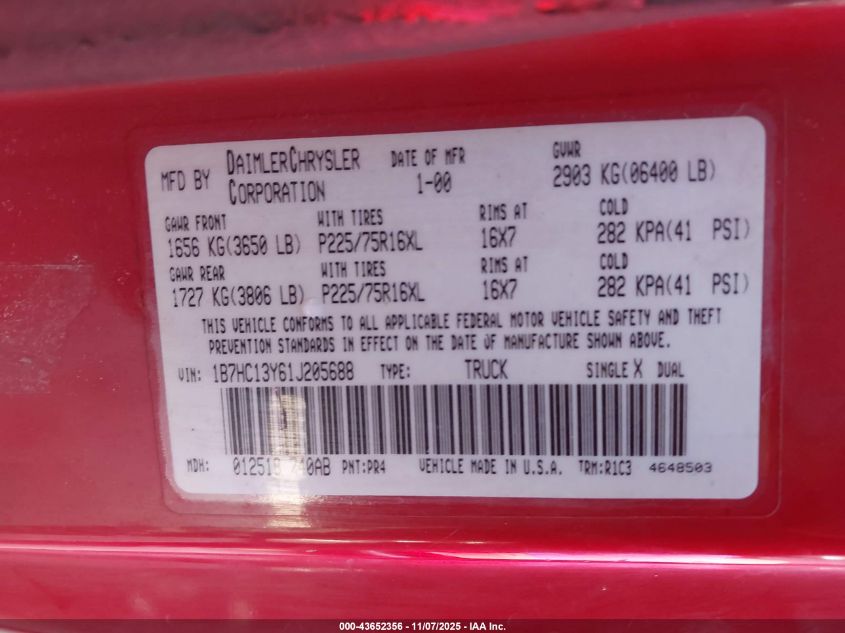 MFD BY DAIMLERCHRYSLER CORPORATION DATE OF MFR 1-00 GVWR 2903 KG(06400 LB)
GAWR FRONT WITH TIRES RIMS AT COLD
1656 KG(3650 LB) P225/75R16XL 16X7 282 KPA(41 PSI)
GAWR REAR WITH TIRES RIMS AT COLD
1727 KG(3806 LB) P225/75R16XL 16X7 282 KPA(41 PSI)
THIS VEHICLE CONFORMS TO ALL APPLICABLE FEDERAL MOTOR VEHICLE SAFETY AND THEFT
PREVENTION STANDARDS IN EFFECT ON THE DATE OF MANUFACTURE SHOWN ABOVE.
VIN: 1B7HC13Y61J205688 TYPE: TRUCK SINGLE X DUAL
MDH: PNT:PR4 VEHICLE MADE IN U.S.A. TRM:R1C3 4648503
000-43652356 - 11/07/2025 - IAA Inc.